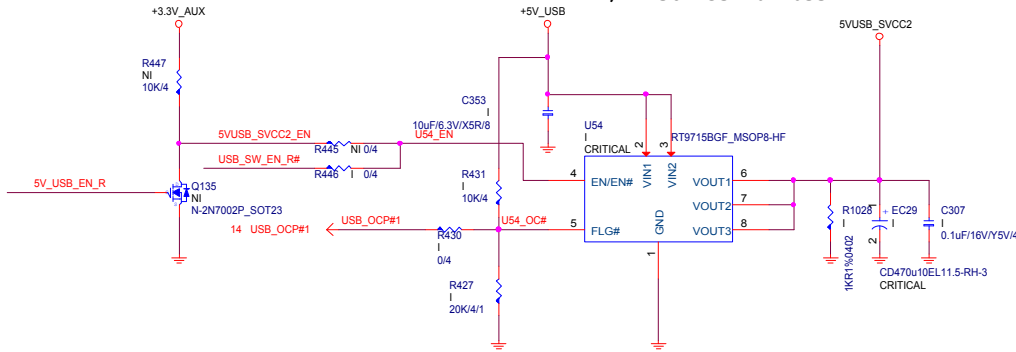 +3.3V_AUX
+5V_USB
5VUSB_SVCC2
R447
NI
10K/4
C353
I
10uF/6.3V/X5R/8
U54
I
CRITICAL
RT9715BGF_MSOP8-HF
5VUSB_SVCC2_EN
U54_EN
R445
NI 0/4
USB_SW_EN_R#
R446
I 0/4
2
3
VIN1
VIN2
4
EN/EN#
VOUT1
6
VOUT2
7
VOUT3
8
5
FLG#
GND
1
5V_USB_EN_R
Q135
NI
N-2N7002P_SOT23
R431
I
10K/4
14 USB_OCP#1
USB_OCP#1
U54_OC#
R430
I
0/4
R427
I
20K/4/1
R1028
I
1KR1%0402
1
+
EC29
I
2
CD470u10EL11.5-RH-3
CRITICAL
C307
I
0.1uF/16V/Y5V/4